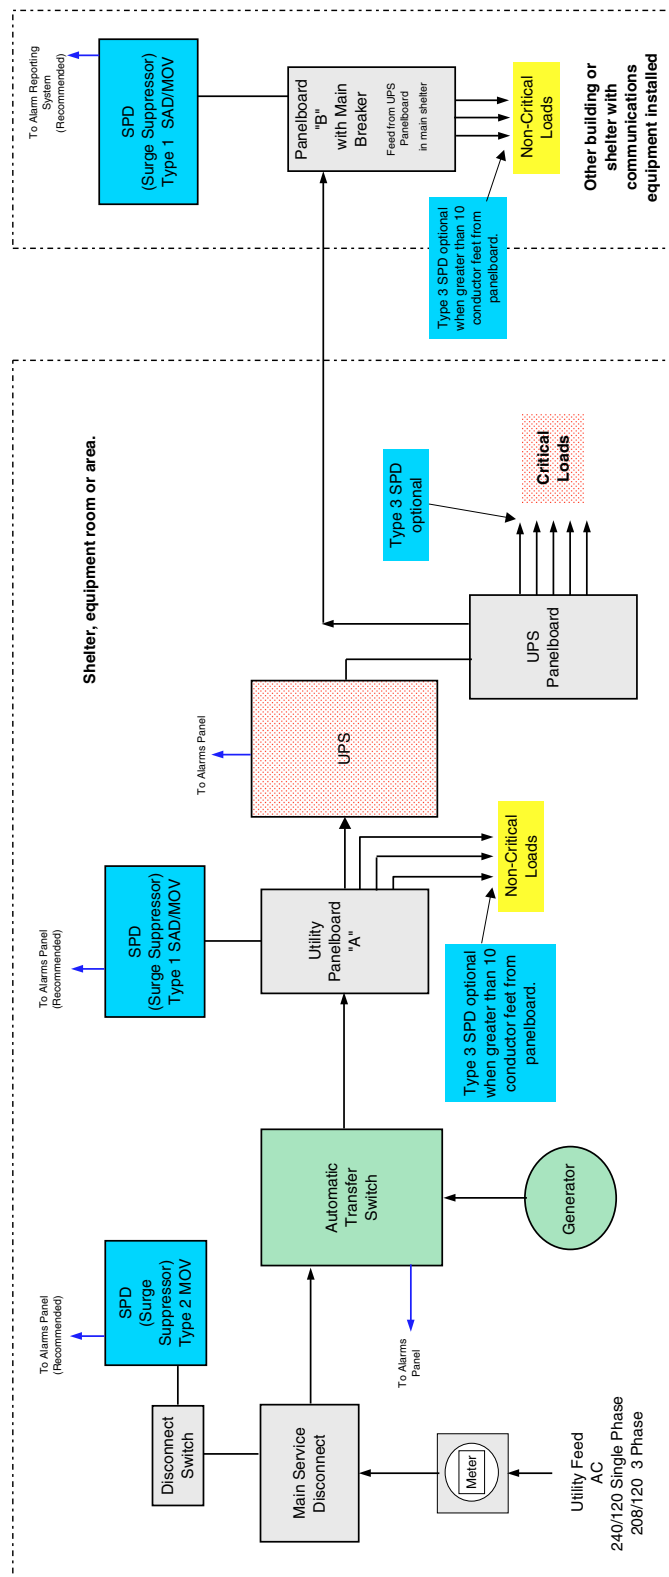 Utility Feed
AC
240/120 Single Phase
208/120 3 Phase
Meter
Main Service
Disconnect
Disconnect
Switch
SPD
(Surge
Suppressor)
Type 2 MOV
To Alarms Panel
(Recommended)
To Alarms
Panel
Automatic
Transfer
Switch
Generator
To Alarms Panel
(Recommended)
SPD
(Surge Suppressor)
Type 1 SAD/MOV
Utility
Panelboard
"A"
Type 3 SPD optional
when greater than 10
conductor feet from
panelboard.
Non-Critical
Loads
Shelter, equipment room or area.
To Alarms Panel
UPS
UPS
Panelboard
Type 3 SPD
optional
Critical
Loads
To Alarm Reporting
System
(Recommended)
SPD
(Surge Suppressor)
Type 1 SAD/MOV
Panelboard
"B"
with Main
Breaker
Feed from UPS
Panelboard
in main shelter
Type 3 SPD optional
when greater than 10
conductor feet from
panelboard.
Non-Critical
Loads
Other building or
shelter with
communications
equipment installed